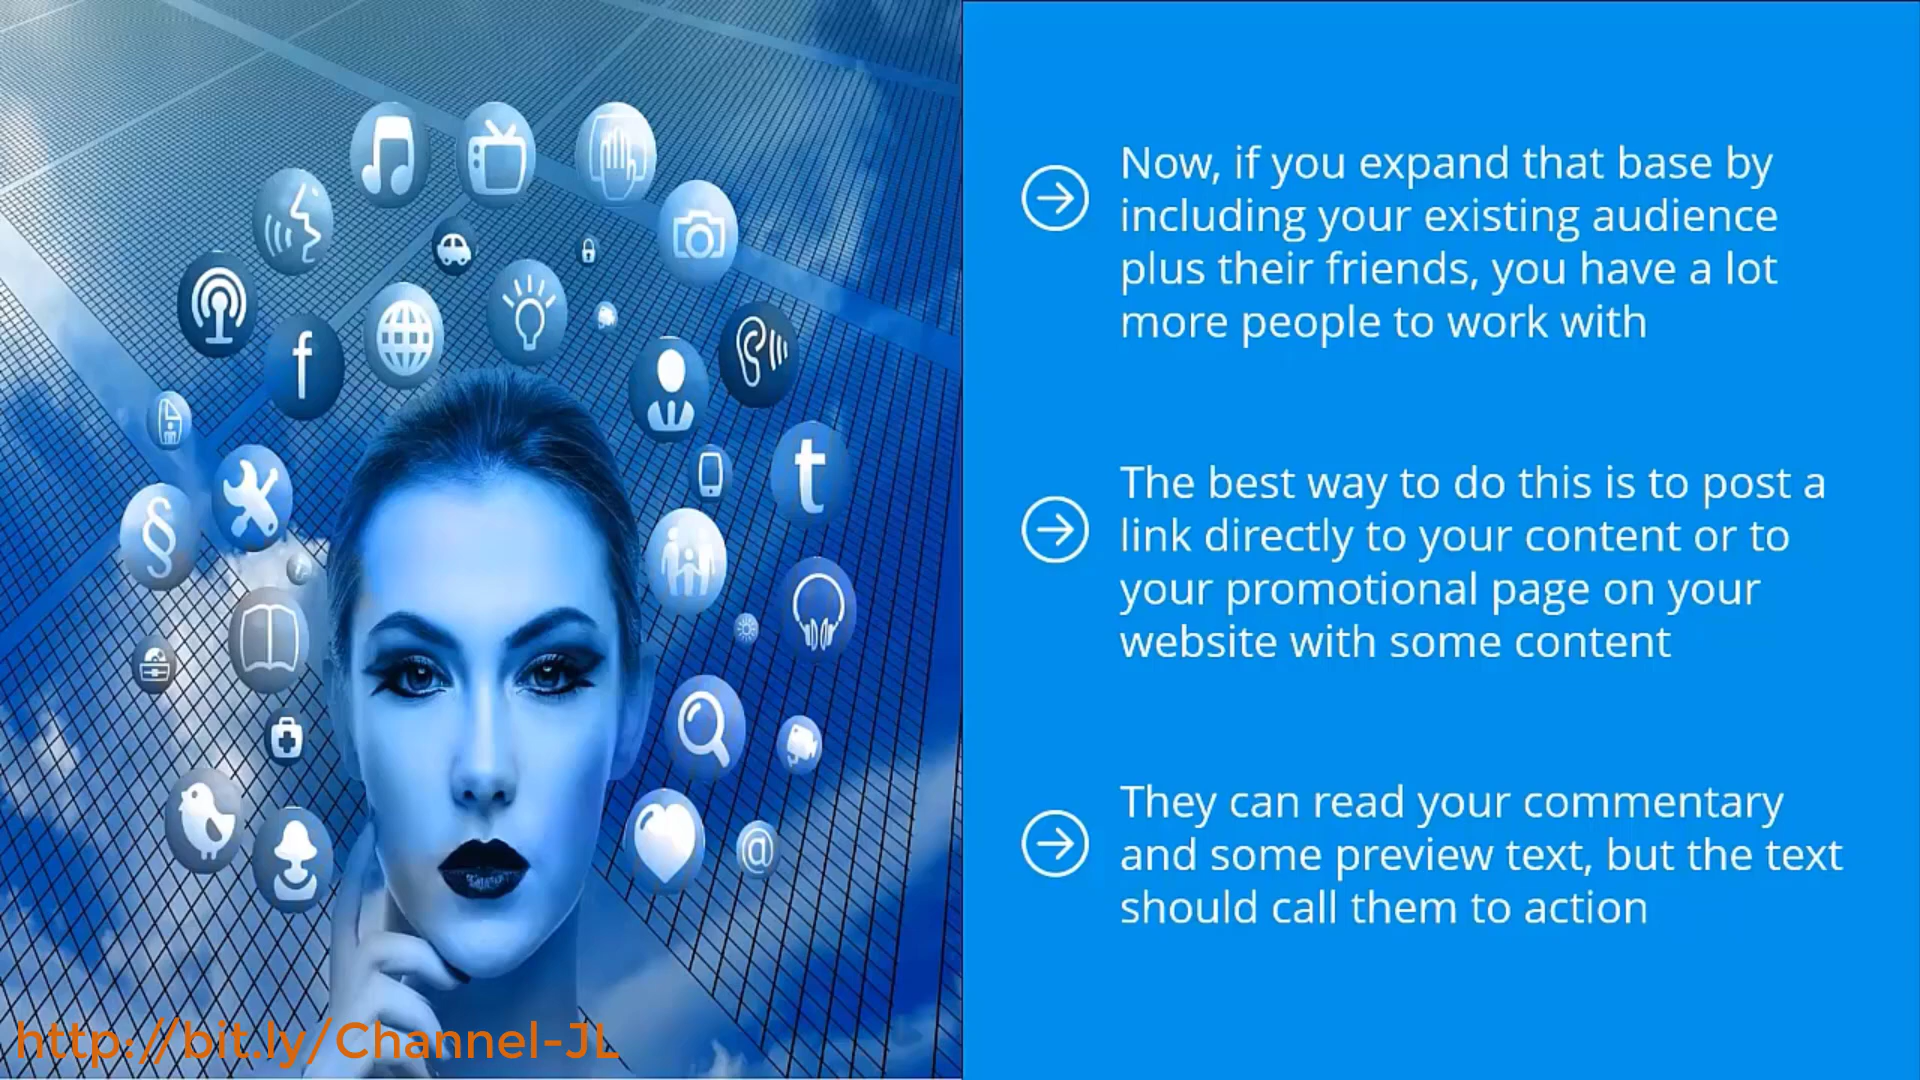 Now, if you expand that base by
including your existing audience
plus their friends, you have a lot
more people to work with
The best way to do this is to post a
link directly to your content or to
your promotional page on your
website with some content
They can read your commentary
and some preview text, but the text
should call them to action
http://bit.ly/Channel-JL